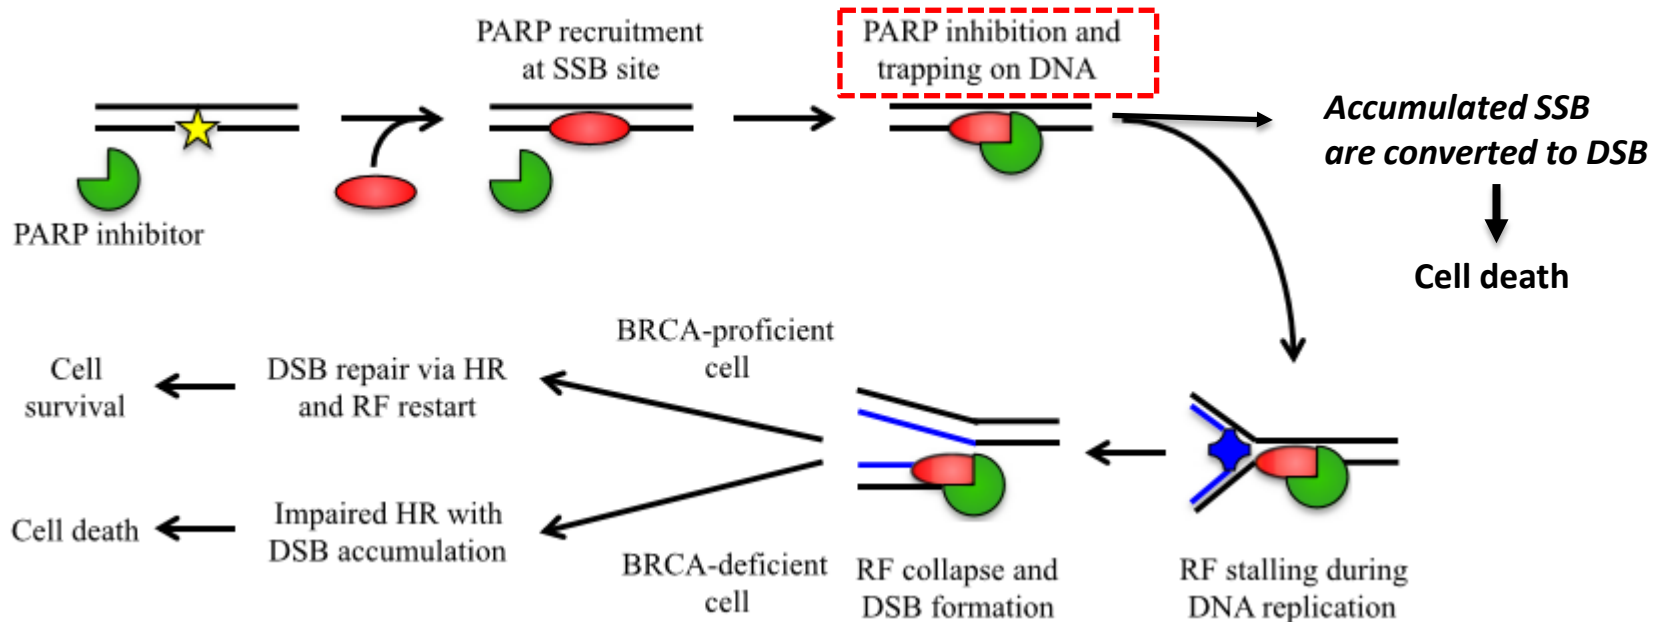 PARP recruitment
at SSB site
PARP inhibition and
trapping on DNA
Accumulated SSB
are converted to DSB
Cell death
PARP inhibitor
BRCA-proficient
cell
DSB repair via HR
and RF restart
Cell
survival
Impaired HR with
DSB accumulation
Cell death
BRCA-deficient
cell
RF collapse and
DSB formation
RF stalling during
DNA replication